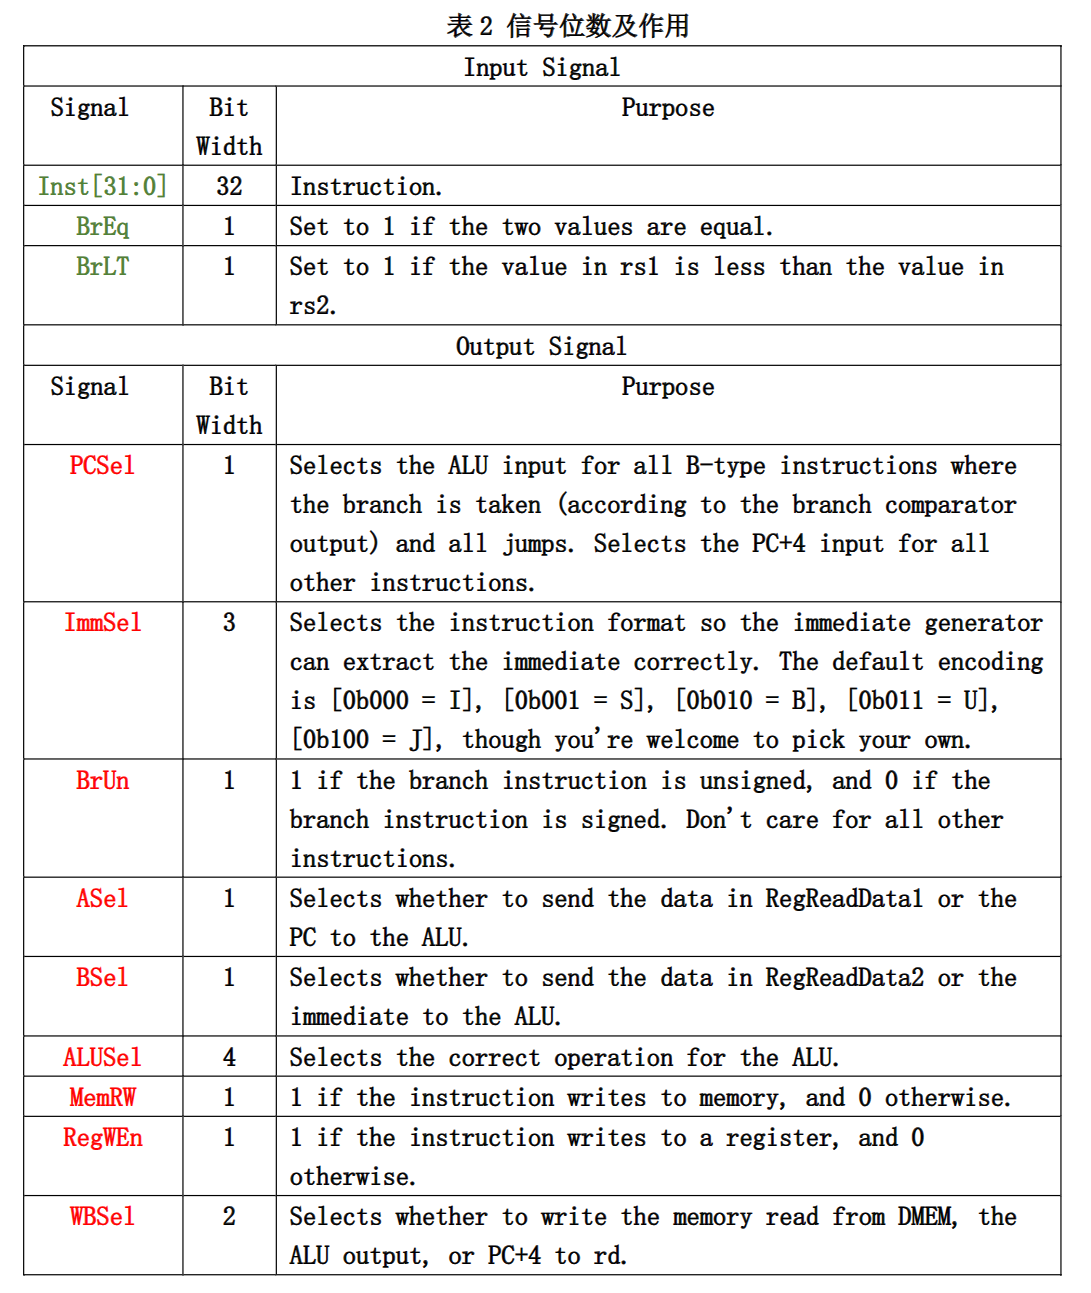 表 2 信号位数及作用
Input Signal
Signal Bit Purpose
Width
Inst[31:0] 32 Instruction.
BrEq 1 Set to 1 if the two values are equal.
BrLT 1 Set to 1 if the value in rs1 is less than the value in
rs2.
Output Signal
Signal Bit Purpose
Width
PCSel 1 Selects the ALU input for all B-type instructions where
the branch is taken (according to the branch comparator
output) and all jumps. Selects the PC+4 input for all
other instructions.
ImmSel 3 Selects the instruction format so the immediate generator
can extract the immediate correctly. The default encoding
is [0b000 = I], [0b001 = S], [0b010 = B], [0b011 = U],
[0b100 = J], though you're welcome to pick your own.
BrUn 1 1 if the branch instruction is unsigned, and 0 if the
branch instruction is signed. Don't care for all other
instructions.
ASel 1 Selects whether to send the data in RegReadData1 or the
PC to the ALU.
BSel 1 Selects whether to send the data in RegReadData2 or the
immediate to the ALU.
ALUSel 4 Selects the correct operation for the ALU.
MemRW 1 1 if the instruction writes to memory, and 0 otherwise.
RegWEn 1 1 if the instruction writes to a register, and 0
otherwise.
WBSel 2 Selects whether to write the memory read from DMEM, the
ALU output, or PC+4 to rd.